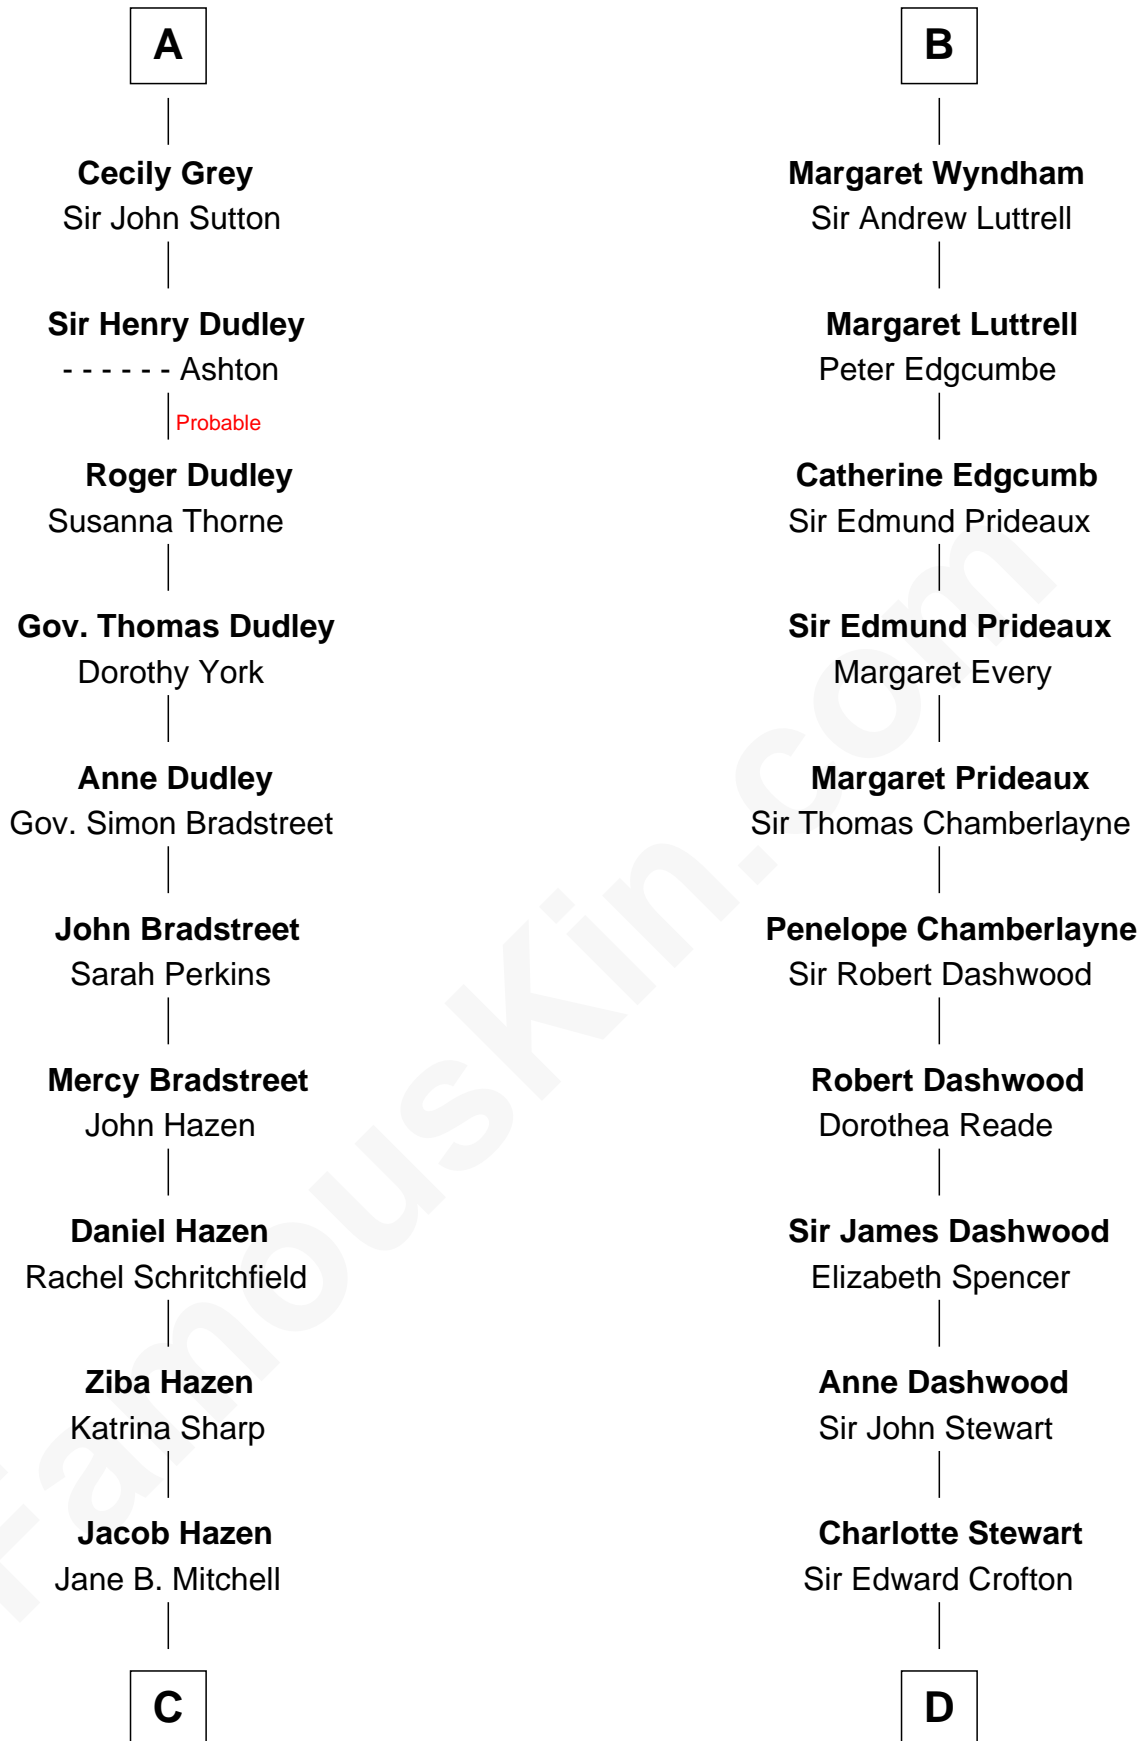 A
Cecily Grey
Sir John Sutton
Sir Henry Dudley
- - - - - - Ashton
Probable
Roger Dudley
Susanna Thorne
Gov. Thomas Dudley
Dorothy York
Anne Dudley
Gov. Simon Bradstreet
John Bradstreet
Sarah Perkins
Mercy Bradstreet
John Hazen
Daniel Hazen
Rachel Schritchfield
Ziba Hazen
Katrina Sharp
Jacob Hazen
Jane B. Mitchell
C
B
Margaret Wyndham
Sir Andrew Luttrell
Margaret Luttrell
Peter Edgcumbe
Catherine Edgcumb
Sir Edmund Prideaux
Sir Edmund Prideaux
Margaret Every
Margaret Prideaux
Sir Thomas Chamberlayne
Penelope Chamberlayne
Sir Robert Dashwood
Robert Dashwood
Dorothea Reade
Sir James Dashwood
Elizabeth Spencer
Anne Dashwood
Sir John Stewart
Charlotte Stewart
Sir Edward Crofton
D
FamousKin.com